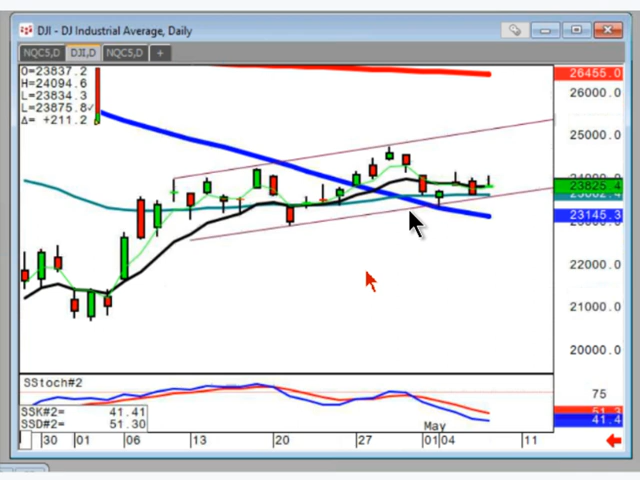 DJI - DJ Industrial Average, Daily
NQC5,D DJI,D NQC5,D +
O=23837.2
H=24094.6
L=23834.3
L=23875.8✓
Δ= +211.2
26455.0
26000.0
25000.0
23825.4
23145.3
22000.0
21000.0
20000.0
SStoch#2
75
SSK#2= 41.41
SSD#2= 51.30
41.4
May
30 01 06 13 20 27 01 04 11